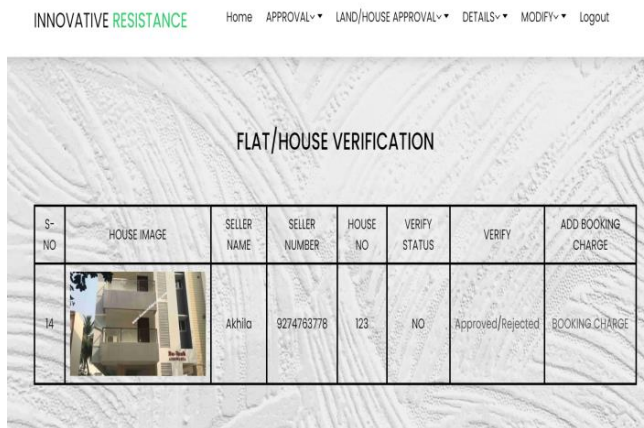 INNOVATIVE RESISTANCE
Home APPROVAL LAND/HOUSE APPROVAL DETAILS MODIFY Logout
FLAT/HOUSE VERIFICATION
S-NO HOUSE IMAGE SELLER NAME SELLER NUMBER HOUSE NO VERIFY STATUS VERIFY ADD BOOKING CHARGE
14 Akhila 9274763778 123 NO Approved/Rejected BOOKING CHARGE